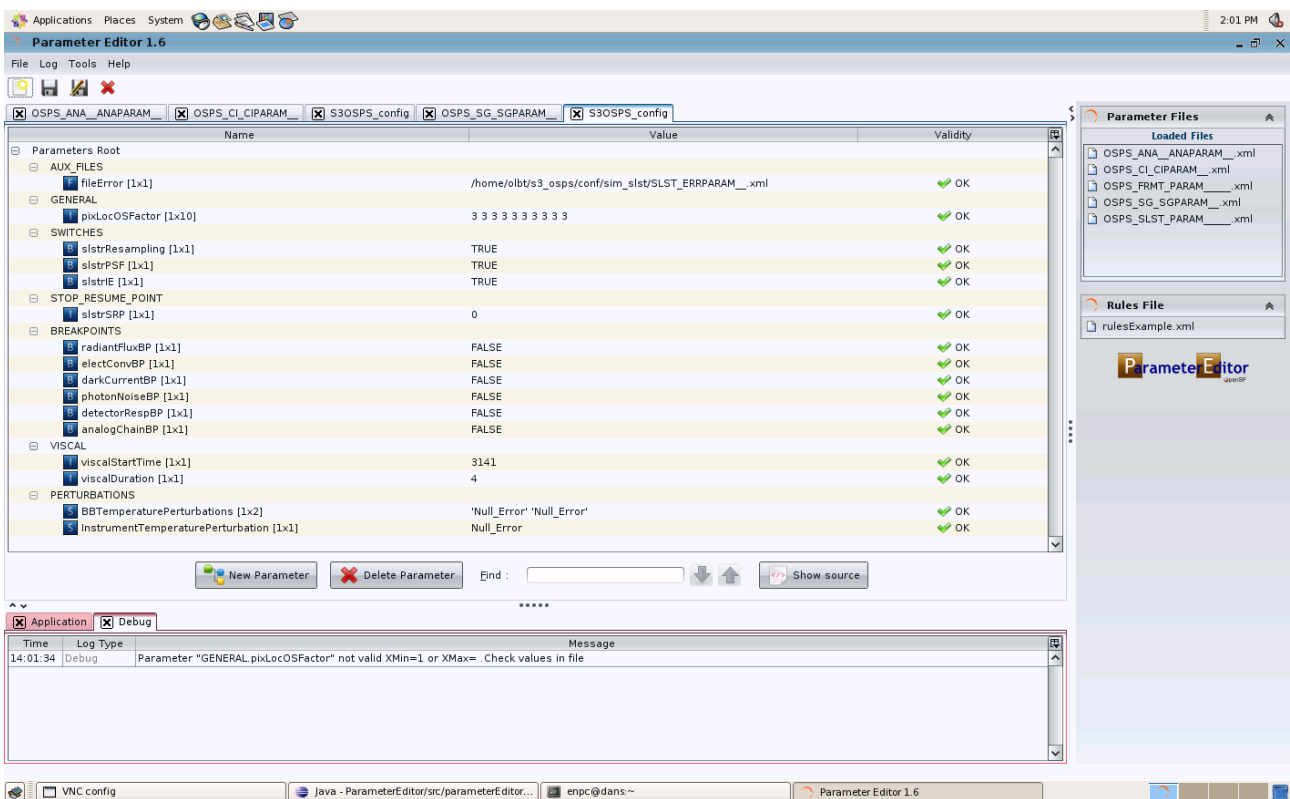 Applications Places System 2:01 PM
Parameter Editor 1.6
File Log Tools Help
OSPS_ANA__ANAPARAM__ OSPS_CI_CIPARAM__ S3OSPS_config OSPS_SG_SGPARAM__ S3OSPS_config
Name Value Validity
Parameters Root
AUX_FILES
F fileError [1x1] /home/olbt/s3_osps/conf/sim_slst/SLST_ERRPARAM__.xml OK
GENERAL
I pixLocOSFactor [1x10] 3 3 3 3 3 3 3 3 3 3 OK
SWITCHES
B slstrResampling [1x1] TRUE OK
B slstrPSF [1x1] TRUE OK
B slstrIE [1x1] TRUE OK
STOP_RESUME_POINT
I slstrSRP [1x1] 0 OK
BREAKPOINTS
B radiantFluxBP [1x1] FALSE OK
B electConvBP [1x1] FALSE OK
B darkCurrentBP [1x1] FALSE OK
B photonNoiseBP [1x1] FALSE OK
B detectorRespBP [1x1] FALSE OK
B analogChainBP [1x1] FALSE OK
VISCAL
I viscalStartTime [1x1] 3141 OK
I viscalDuration [1x1] 4 OK
PERTURBATIONS
S BBTemperaturePerturbations [1x2] 'Null_Error' 'Null_Error' OK
S InstrumentTemperaturePerturbation [1x1] Null_Error OK
New Parameter Delete Parameter Find : Show source
Parameter Files
Loaded Files
OSPS_ANA__ANAPARAM__.xml
OSPS_CI_CIPARAM__.xml
OSPS_FRMT_PARAM_____.xml
OSPS_SG_SGPARAM__.xml
OSPS_SLST_PARAM_____.xml
Rules File
rulesExample.xml
ParameterEditor
openSF
Application Debug
Time Log Type Message
14:01:34 Debug Parameter "GENERAL.pixLocOSFactor" not valid XMin=1 or XMax= .Check values in file
VNC config Java - ParameterEditor/src/parameterEditor... enpc@dans:~ Parameter Editor 1.6